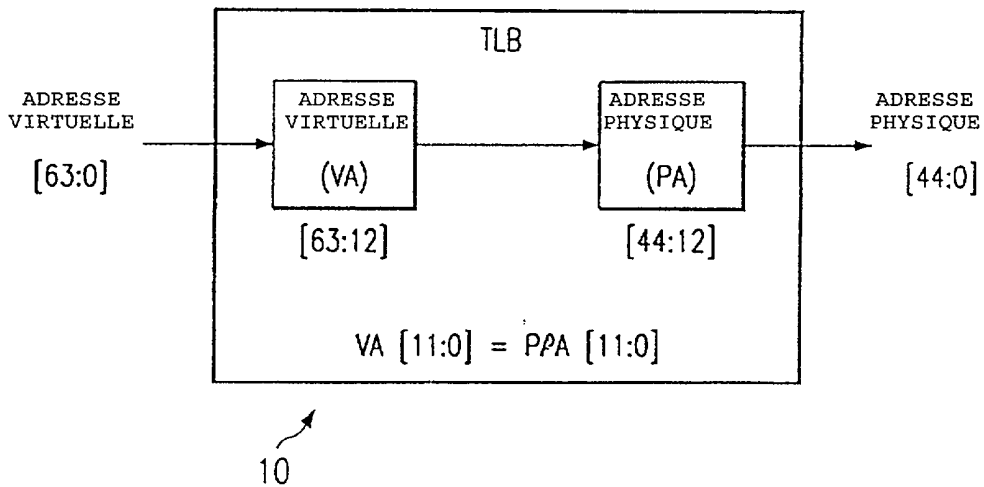 TLB
ADRESSE
VIRTUELLE
[63:0]
ADRESSE
VIRTUELLE
(VA)
[63:12]
ADRESSE
PHYSIQUE
(PA)
[44:12]
ADRESSE
PHYSIQUE
[44:0]
VA [11:0] = PPA [11:0]
10